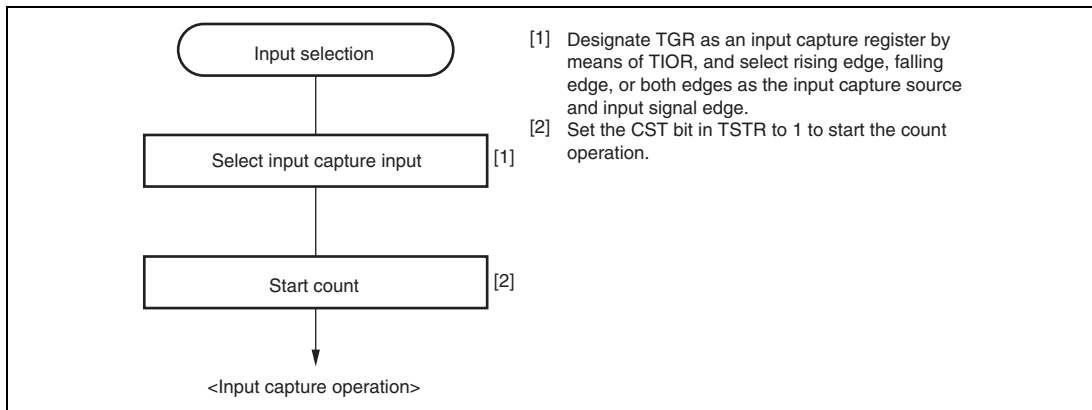 Input selection
Select input capture input
[1]
Start count
[2]
<Input capture operation>
[1] Designate TGR as an input capture register by
means of TIOR, and select rising edge, falling
edge, or both edges as the input capture source
and input signal edge.
[2] Set the CST bit in TSTR to 1 to start the count
operation.